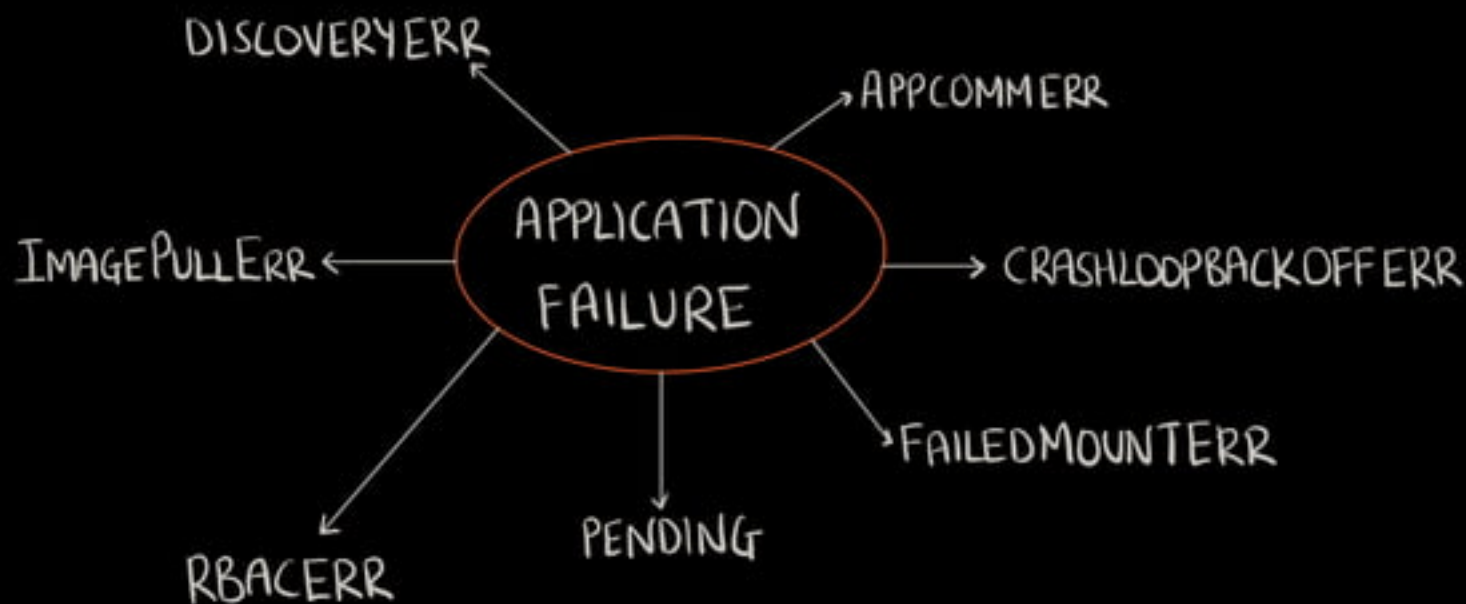 DISCOVERYERR
APPCOMMERR
APPLICATION
FAILURE
IMAGEPULLERR
CRASHLOOPBACKOFFERR
FAILEDMOUNTERR
PENDING
RBACERR